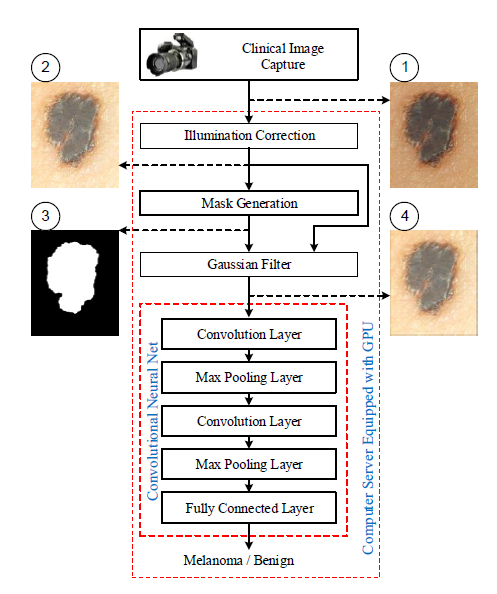 Clinical Image
Capture
2
1
Illumination Correction
Mask Generation
3
4
Gaussian Filter
Convolutional Neural Net
Convolution Layer
Max Pooling Layer
Convolution Layer
Max Pooling Layer
Fully Connected Layer
Computer Server Equipped with GPU
Melanoma / Benign